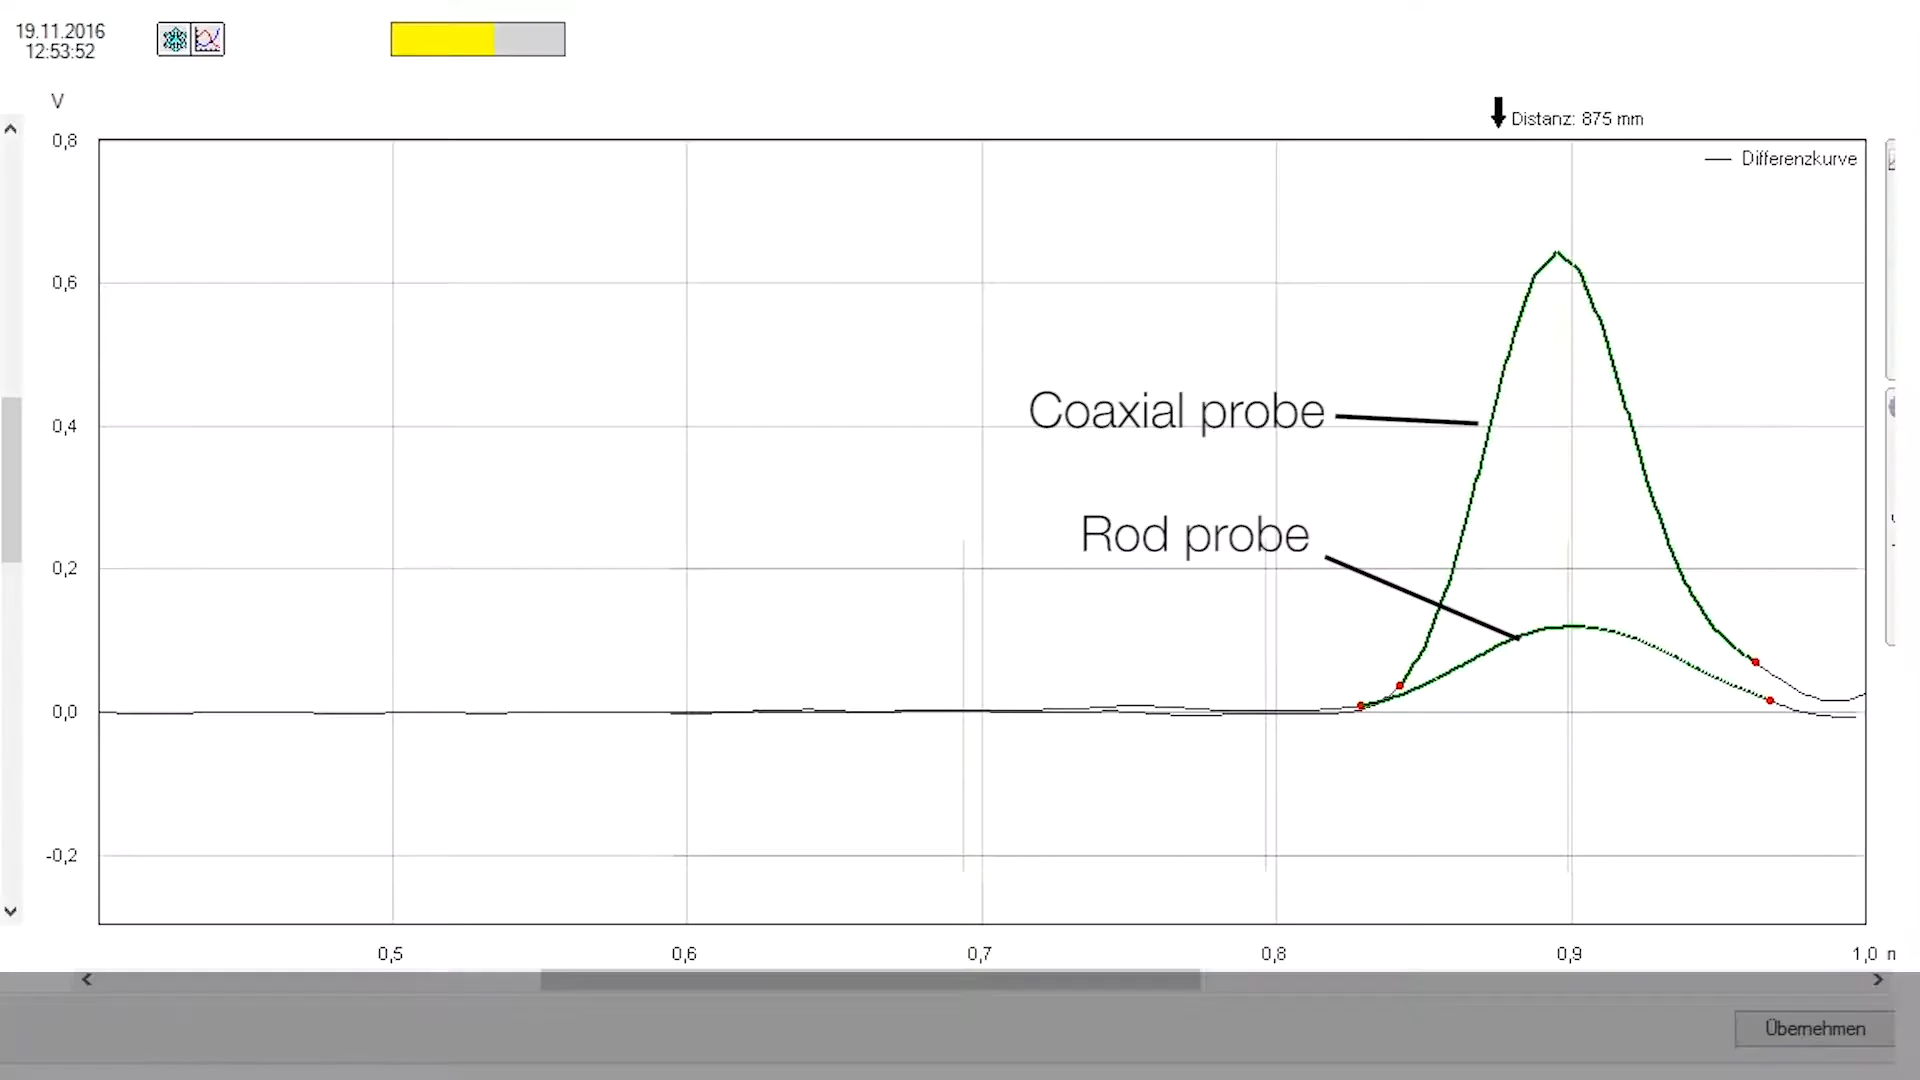 19.11.2016
12:53:52
V
Distanz: 875 mm
Differenzkurve
0,8
0,6
0,4
0,2
0,0
-0,2
Coaxial probe
Rod probe
0,5
0,6
0,7
0,8
0,9
1,0
Übernehmen